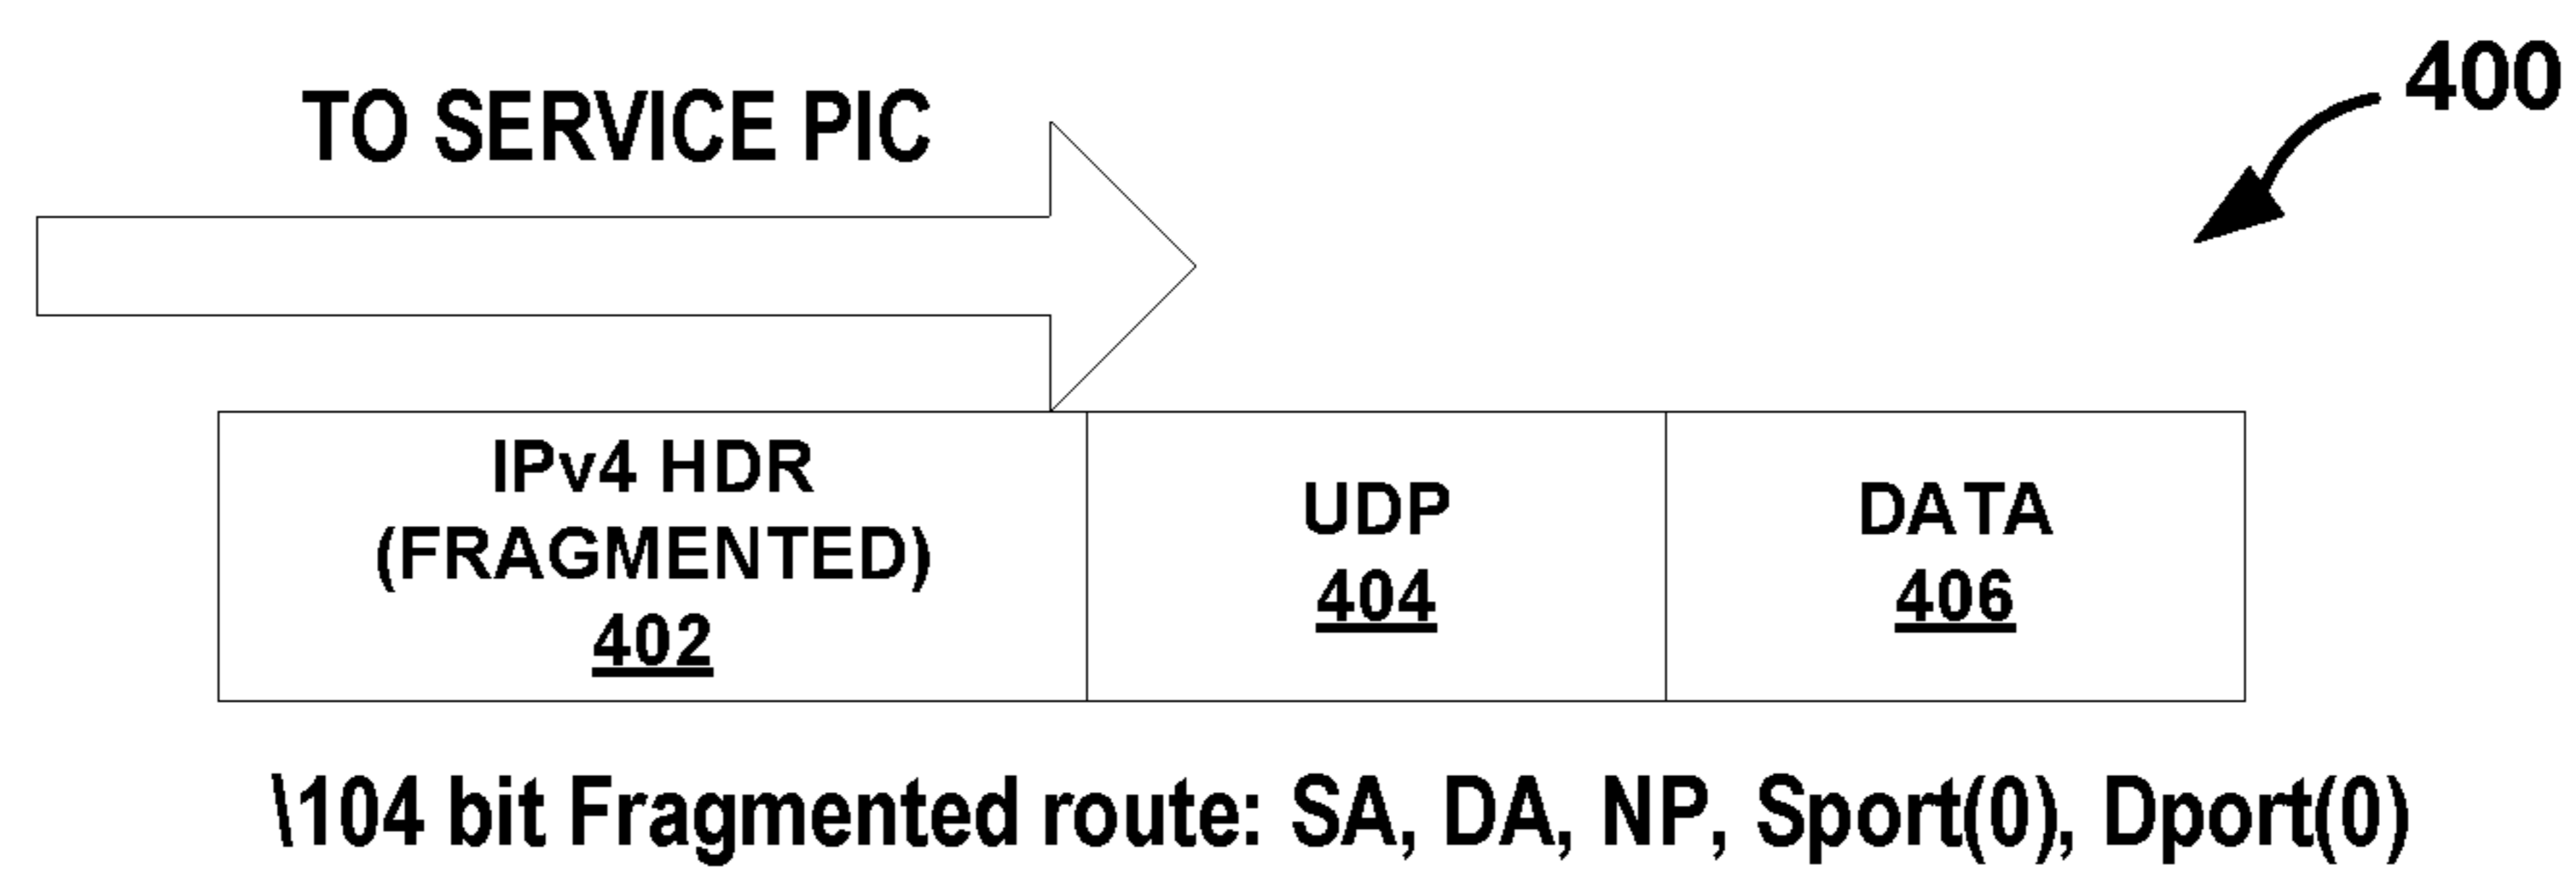 TO SERVICE PIC
400
IPv4 HDR
(FRAGMENTED)
402
UDP
404
DATA
406
\104 bit Fragmented route: SA, DA, NP, Sport(0), Dport(0)